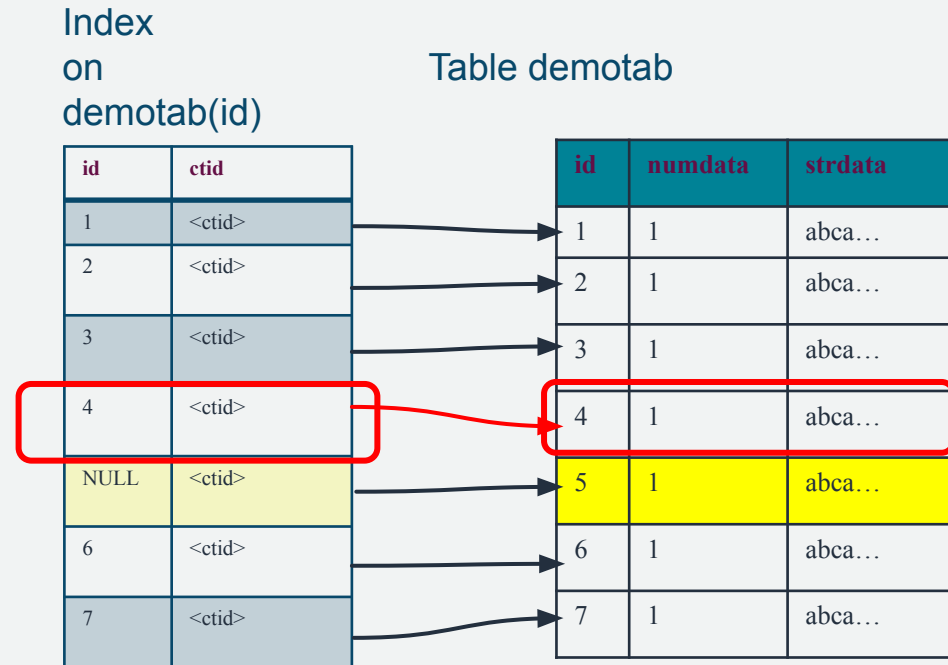 Index
on
demotab(id)
Table demotab
id ctid
1 <ctid>
2 <ctid>
3 <ctid>
4 <ctid>
NULL <ctid>
6 <ctid>
7 <ctid>
id numdata strdata
1 1 abca…
2 1 abca…
3 1 abca…
4 1 abca…
5 1 abca…
6 1 abca…
7 1 abca…